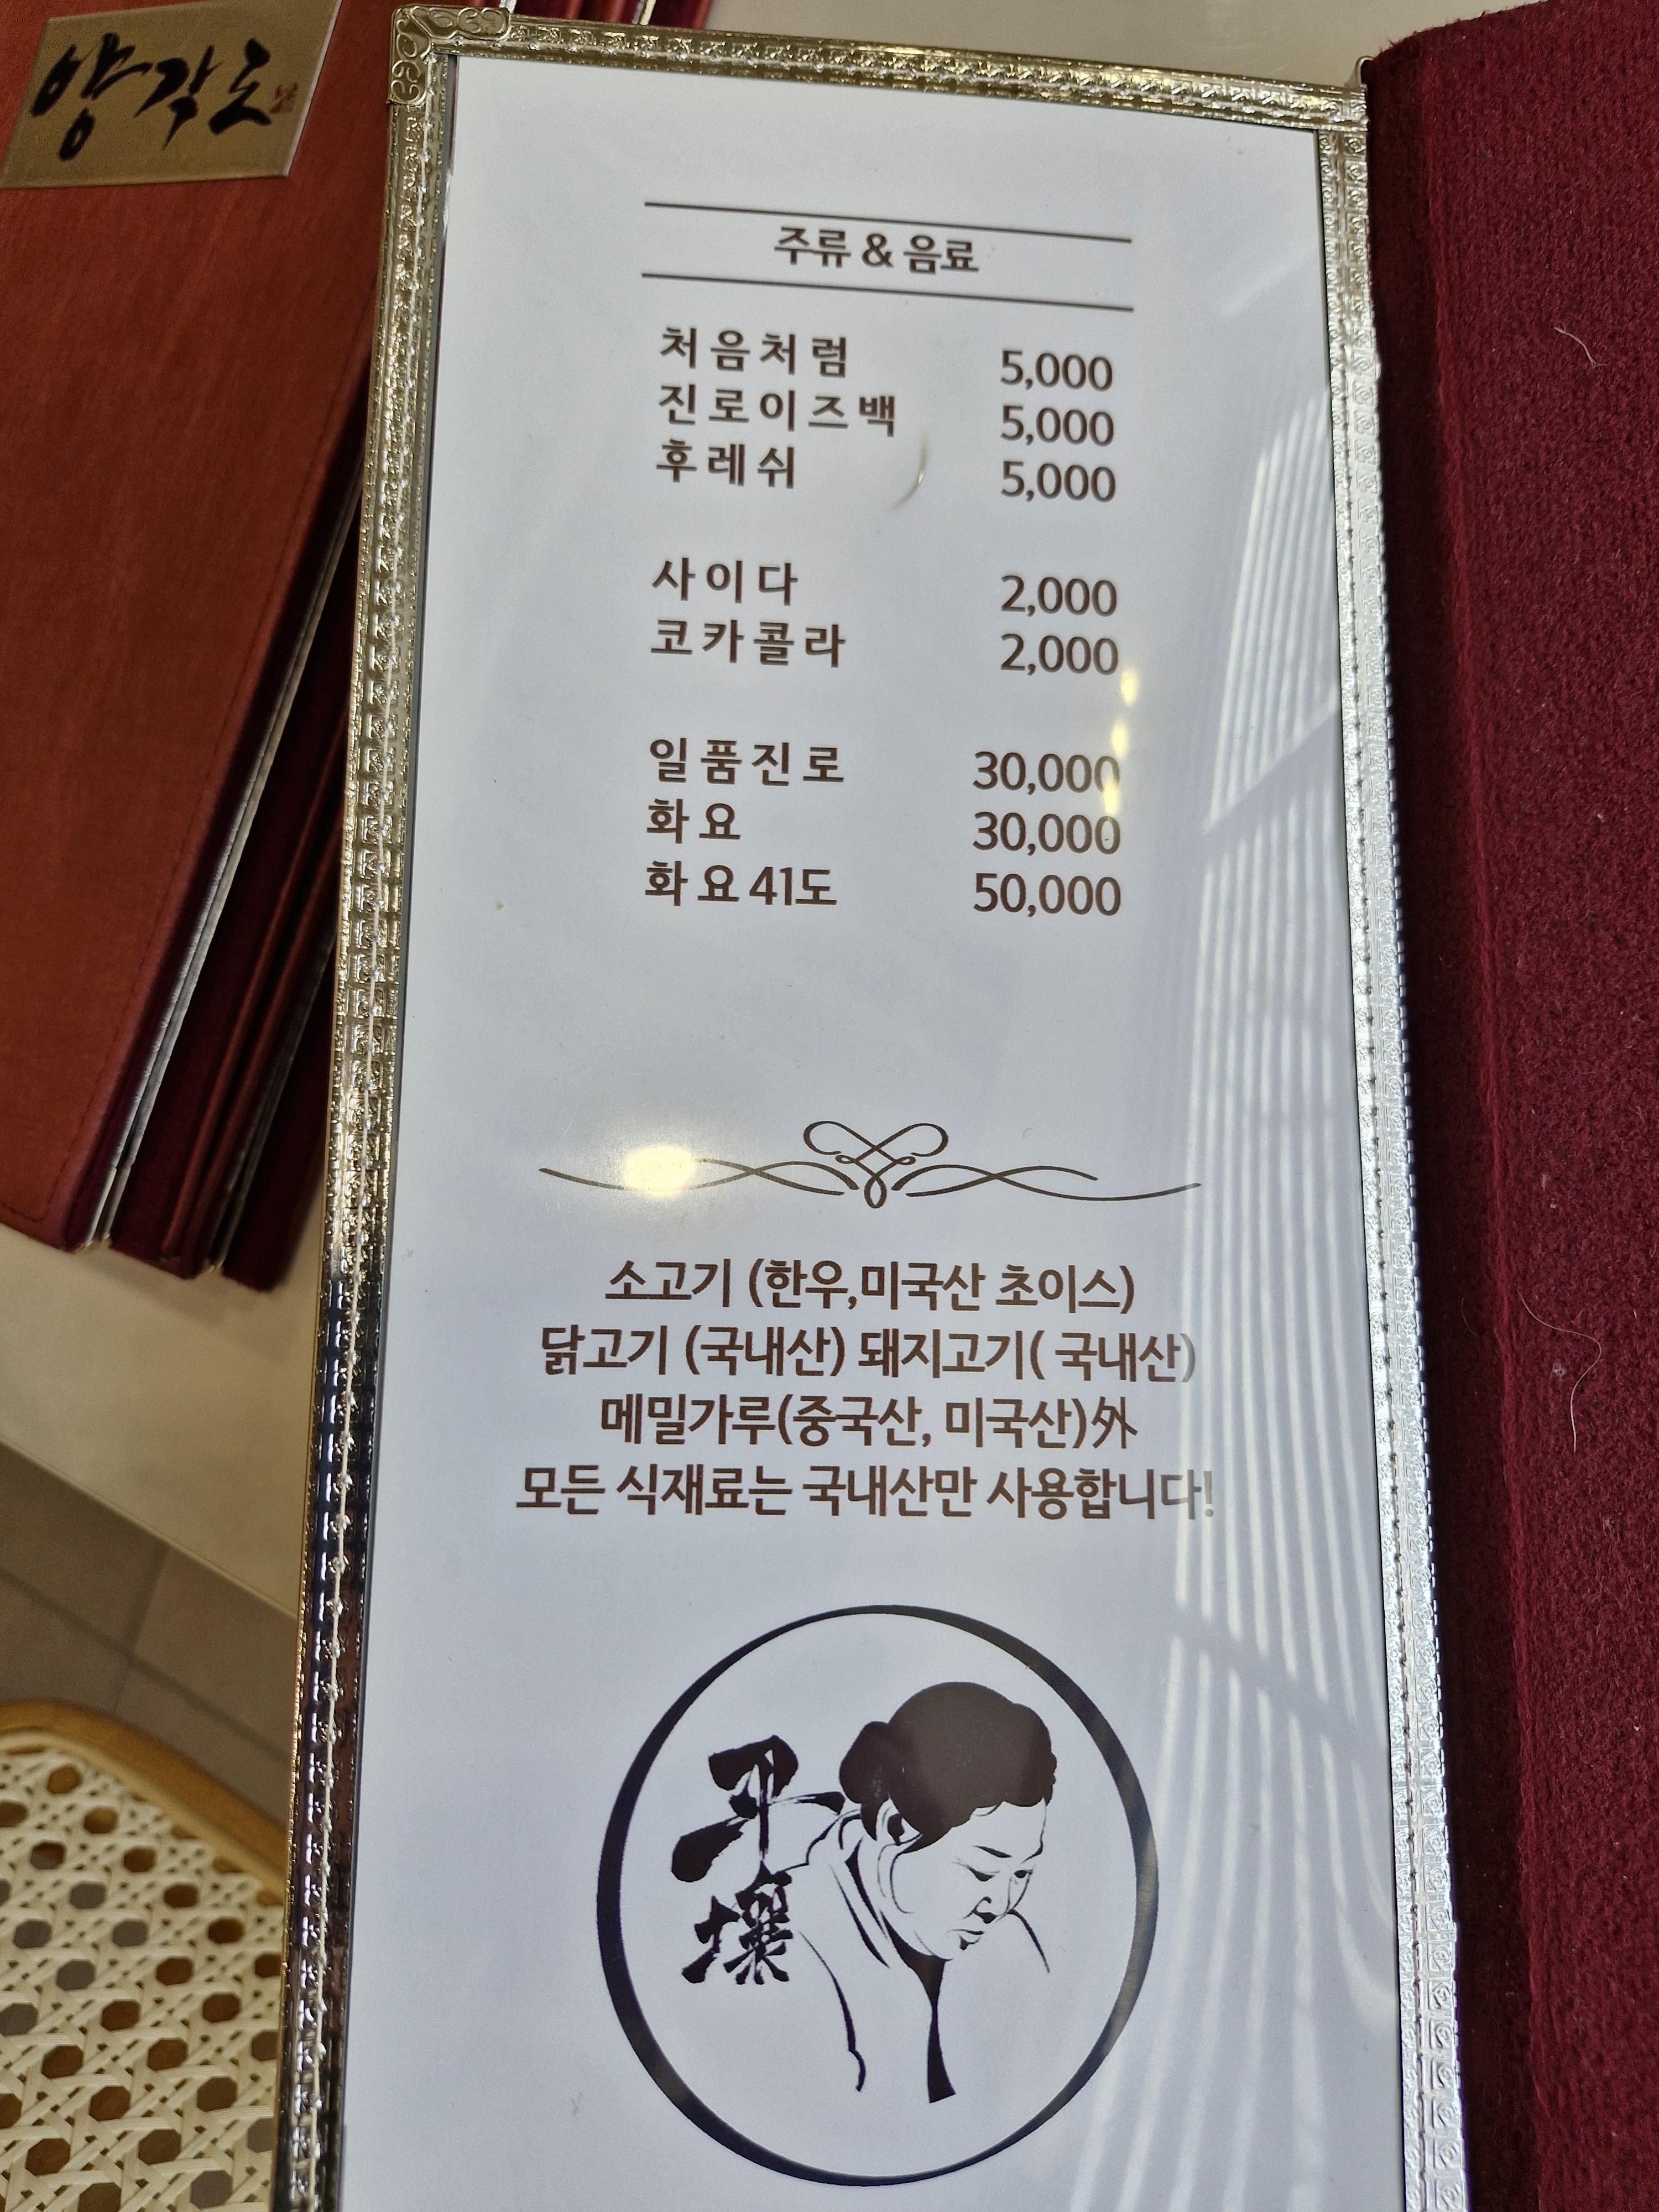 양각도
주류 & 음료
처음처럼 5,000
진로이즈백 5,000
후레쉬 5,000
사이다 2,000
코카콜라 2,000
일품진로 30,000
화요 30,000
화요41도 50,000
소고기 (한우,미국산 초이스)
닭고기 (국내산) 돼지고기( 국내산)
메밀가루(중국산, 미국산)外
모든 식재료는 국내산만 사용합니다!
平
壤